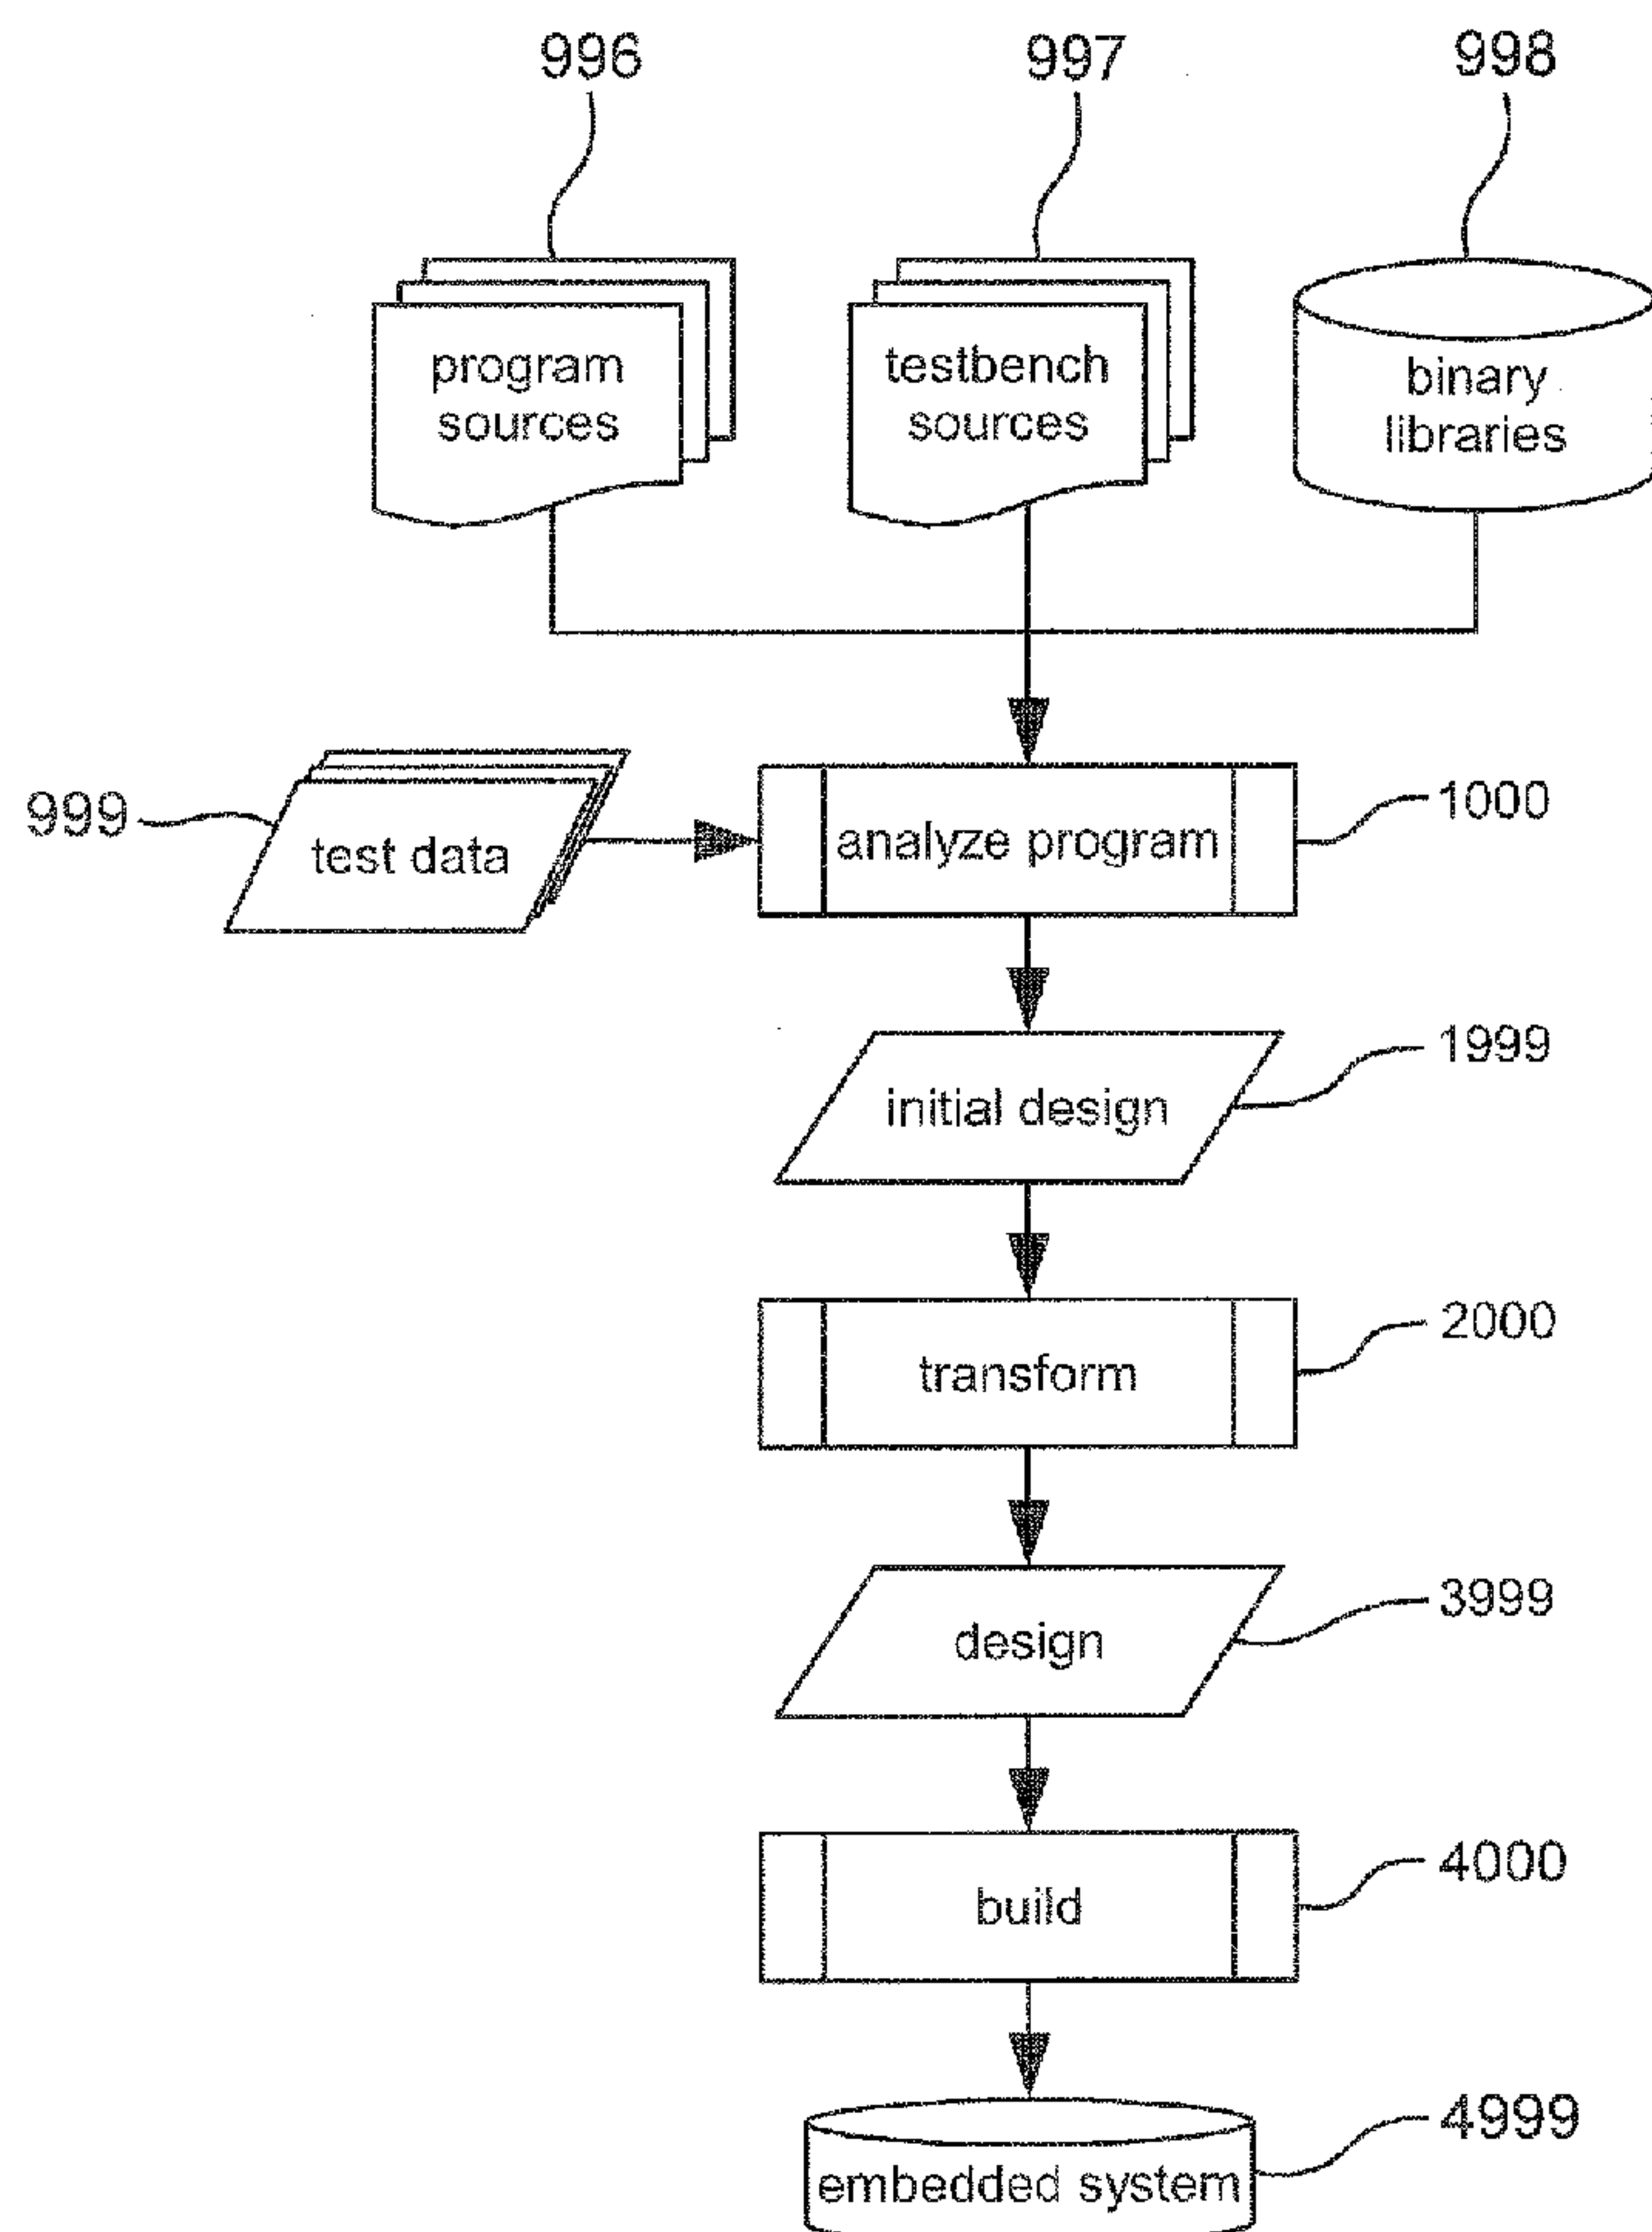 996
997
998
program
sources
testbench
sources
binary
libraries
999
test data
analyze program
1000
initial design
1999
transform
2000
design
3999
build
4000
embedded system
4999